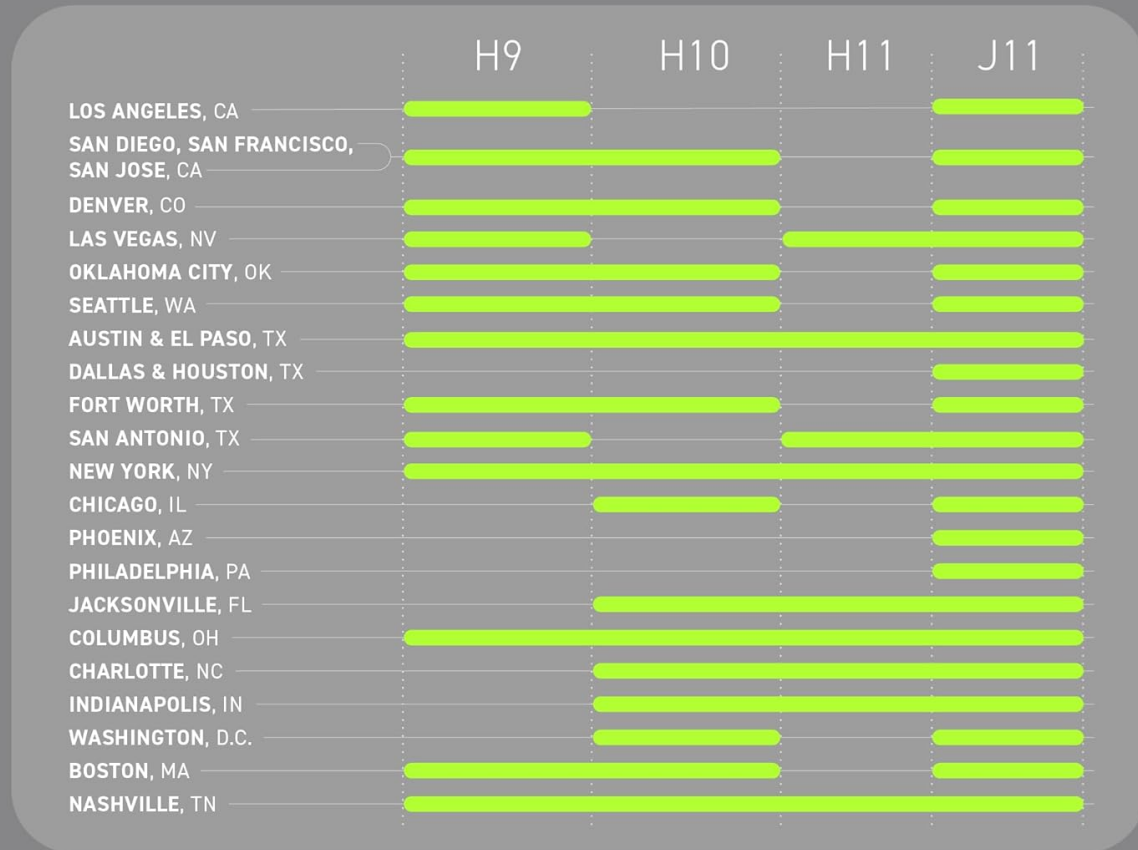 H9 H10 H11 J11
LOS ANGELES, CA
SAN DIEGO, SAN FRANCISCO,
SAN JOSE, CA
DENVER, CO
LAS VEGAS, NV
OKLAHOMA CITY, OK
SEATTLE, WA
AUSTIN & EL PASO, TX
DALLAS & HOUSTON, TX
FORT WORTH, TX
SAN ANTONIO, TX
NEW YORK, NY
CHICAGO, IL
PHOENIX, AZ
PHILADELPHIA, PA
JACKSONVILLE, FL
COLUMBUS, OH
CHARLOTTE, NC
INDIANAPOLIS, IN
WASHINGTON, D.C.
BOSTON, MA
NASHVILLE, TN